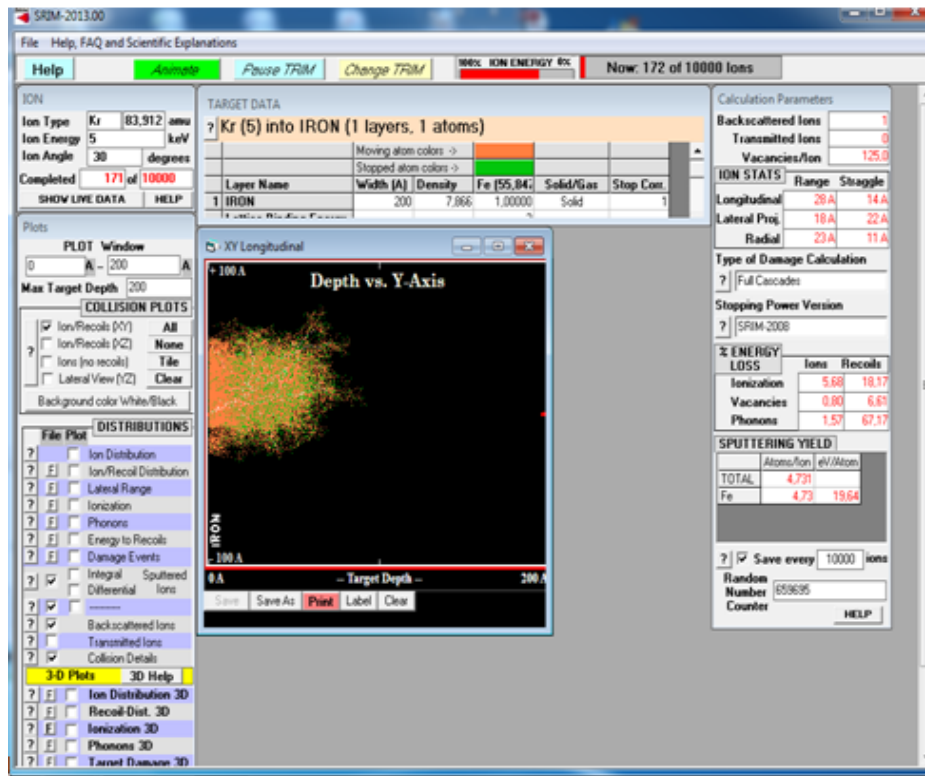 SRIM-2013.00
File Help, FAQ and Scientific Explanations
Help Animate Pause TRIM Change TRIM 100% ION ENERGY 0% Now: 172 of 10000 Ions
ION
Ion Type Kr 83,912 amu
Ion Energy 5 keV
Ion Angle 30 degrees
Completed 171 of 10000
SHOW LIVE DATA HELP
TARGET DATA
? Kr (5) into IRON (1 layers, 1 atoms)
Moving atom colors ->
Stopped atom colors ->
Layer Name Width (A) Density Fe (55,847 Solid/Gas Stop Corr.
1 IRON 200 7,866 1,00000 Solid 1
Lattice Binding Energy
Plots
PLOT Window
0 A - 200 A
Max Target Depth 200
COLLISION PLOTS
Ion/Recoils (XY) All
? Ion/Recoils (XZ) None
Ions (no recoils) Tile
Lateral View (YZ) Clear
Background color White/Black
DISTRIBUTIONS
File Plot
? Ion Distribution
? F Ion/Recoil Distribution
? F Lateral Range
? F Ionization
? F Phonons
? F Energy to Recoils
? F Damage Events
? Integral Sputtered
Differential Ions
? --------
? Backscattered Ions
? Transmitted Ions
? Collision Details
3-D Plots 3D Help
? F Ion Distribution 3D
? F Recoil-Dist. 3D
? F Ionization 3D
? F Phonons 3D
? F Target Damage 3D
XY Longitudinal
+ 100 A
Depth vs. Y-Axis
IRON
- 100 A
0 A -- Target Depth -- 200 A
Save Save As Print Label Clear
Calculation Parameters
Backscattered Ions 1
Transmitted Ions 0
Vacancies/Ion 125,0
ION STATS Range Straggle
Longitudinal 28 A 14 A
Lateral Proj. 18 A 22 A
Radial 23 A 11 A
Type of Damage Calculation
? Full Cascades
Stopping Power Version
? SRIM-2008
% ENERGY LOSS Ions Recoils
Ionization 5,68 18,17
Vacancies 0,80 6,61
Phonons 1,57 67,17
SPUTTERING YIELD
Atoms/Ion eV/Atom
TOTAL 4,731
Fe 4,73 19,64
? Save every 10000 ions
Random
Number 659695
Counter
HELP